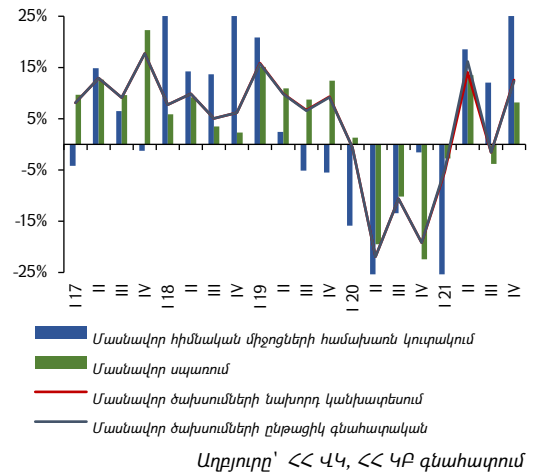 25%
15%
5%
-5%
-15%
-25%
I 17 II III IV I 18 II III IV I 19 II III IV I 20 II III IV I 21 II III IV
Մասնավոր հիմնական միջոցների համախառն կուտակում
Մասնավոր սպառում
Մասնավոր ծախսումների նախորդ կանխատեսում
Մասնավոր ծախսումների ընթացիկ գնահատական
Աղբյուրը՝ ՀՀ ՎԿ, ՀՀ ԿԲ գնահատում